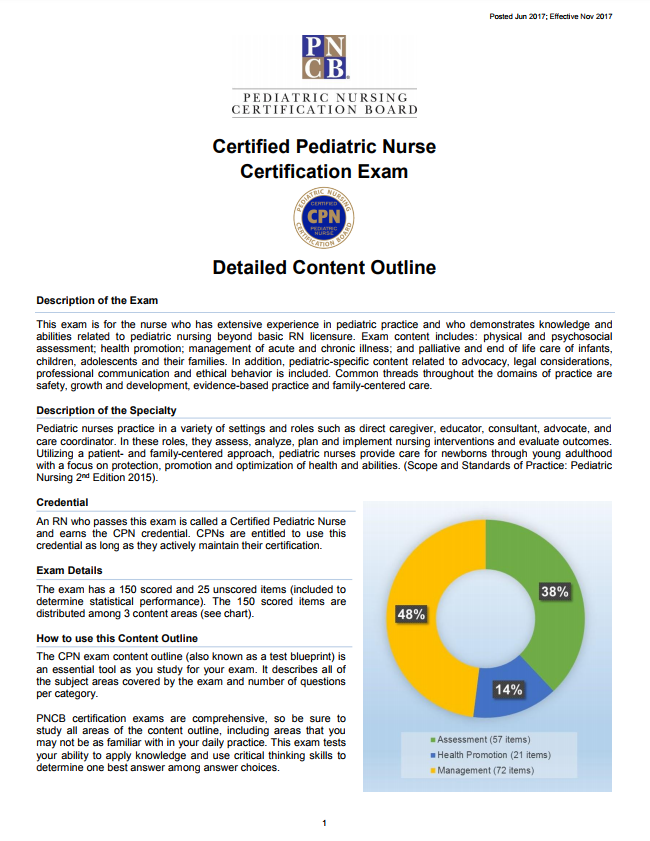 Posted Jun 2017; Effective Nov 2017
PN
CB®
PEDIATRIC NURSING
CERTIFICATION BOARD
Certified Pediatric Nurse
Certification Exam
PEDIATRIC NURSING
CERTIFIED
CPN
PEDIATRIC
NURSE
CERTIFICATION BOARD
Detailed Content Outline
Description of the Exam
This exam is for the nurse who has extensive experience in pediatric practice and who demonstrates knowledge and
abilities related to pediatric nursing beyond basic RN licensure. Exam content includes: physical and psychosocial
assessment; health promotion; management of acute and chronic illness; and palliative and end of life care of infants,
children, adolescents and their families. In addition, pediatric-specific content related to advocacy, legal considerations,
professional communication and ethical behavior is included. Common threads throughout the domains of practice are
safety, growth and development, evidence-based practice and family-centered care.
Description of the Specialty
Pediatric nurses practice in a variety of settings and roles such as direct caregiver, educator, consultant, advocate, and
care coordinator. In these roles, they assess, analyze, plan and implement nursing interventions and evaluate outcomes.
Utilizing a patient- and family-centered approach, pediatric nurses provide care for newborns through young adulthood
with a focus on protection, promotion and optimization of health and abilities. (Scope and Standards of Practice: Pediatric
Nursing 2nd Edition 2015).
Credential
An RN who passes this exam is called a Certified Pediatric Nurse
and earns the CPN credential. CPNs are entitled to use this
credential as long as they actively maintain their certification.
Exam Details
The exam has a 150 scored and 25 unscored items (included to
determine statistical performance). The 150 scored items are
distributed among 3 content areas (see chart).
How to use this Content Outline
The CPN exam content outline (also known as a test blueprint) is
an essential tool as you study for your exam. It describes all of
the subject areas covered by the exam and number of questions
per category.
PNCB certification exams are comprehensive, so be sure to
study all areas of the content outline, including areas that you
may not be as familiar with in your daily practice. This exam tests
your ability to apply knowledge and use critical thinking skills to
determine one best answer among answer choices.
38%
48%
14%
Assessment (57 items)
Health Promotion (21 items)
Management (72 items)
1